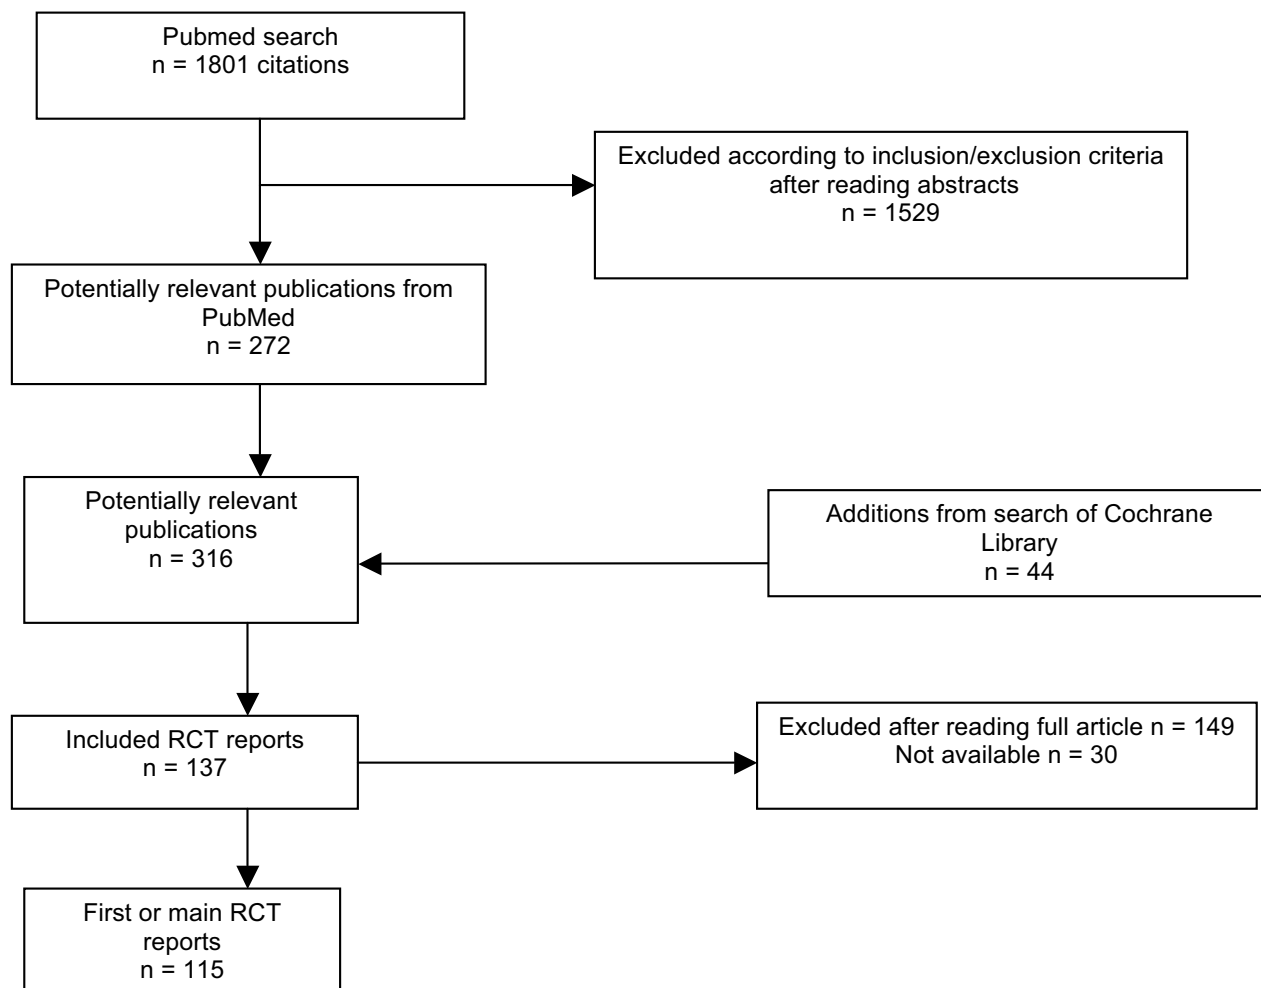 Pubmed search
n = 1801 citations
Excluded according to inclusion/exclusion criteria
after reading abstracts
n = 1529
Potentially relevant publications from
PubMed
n = 272
Potentially relevant
publications
n = 316
Additions from search of Cochrane
Library
n = 44
Included RCT reports
n = 137
Excluded after reading full article n = 149
Not available n = 30
First or main RCT
reports
n = 115